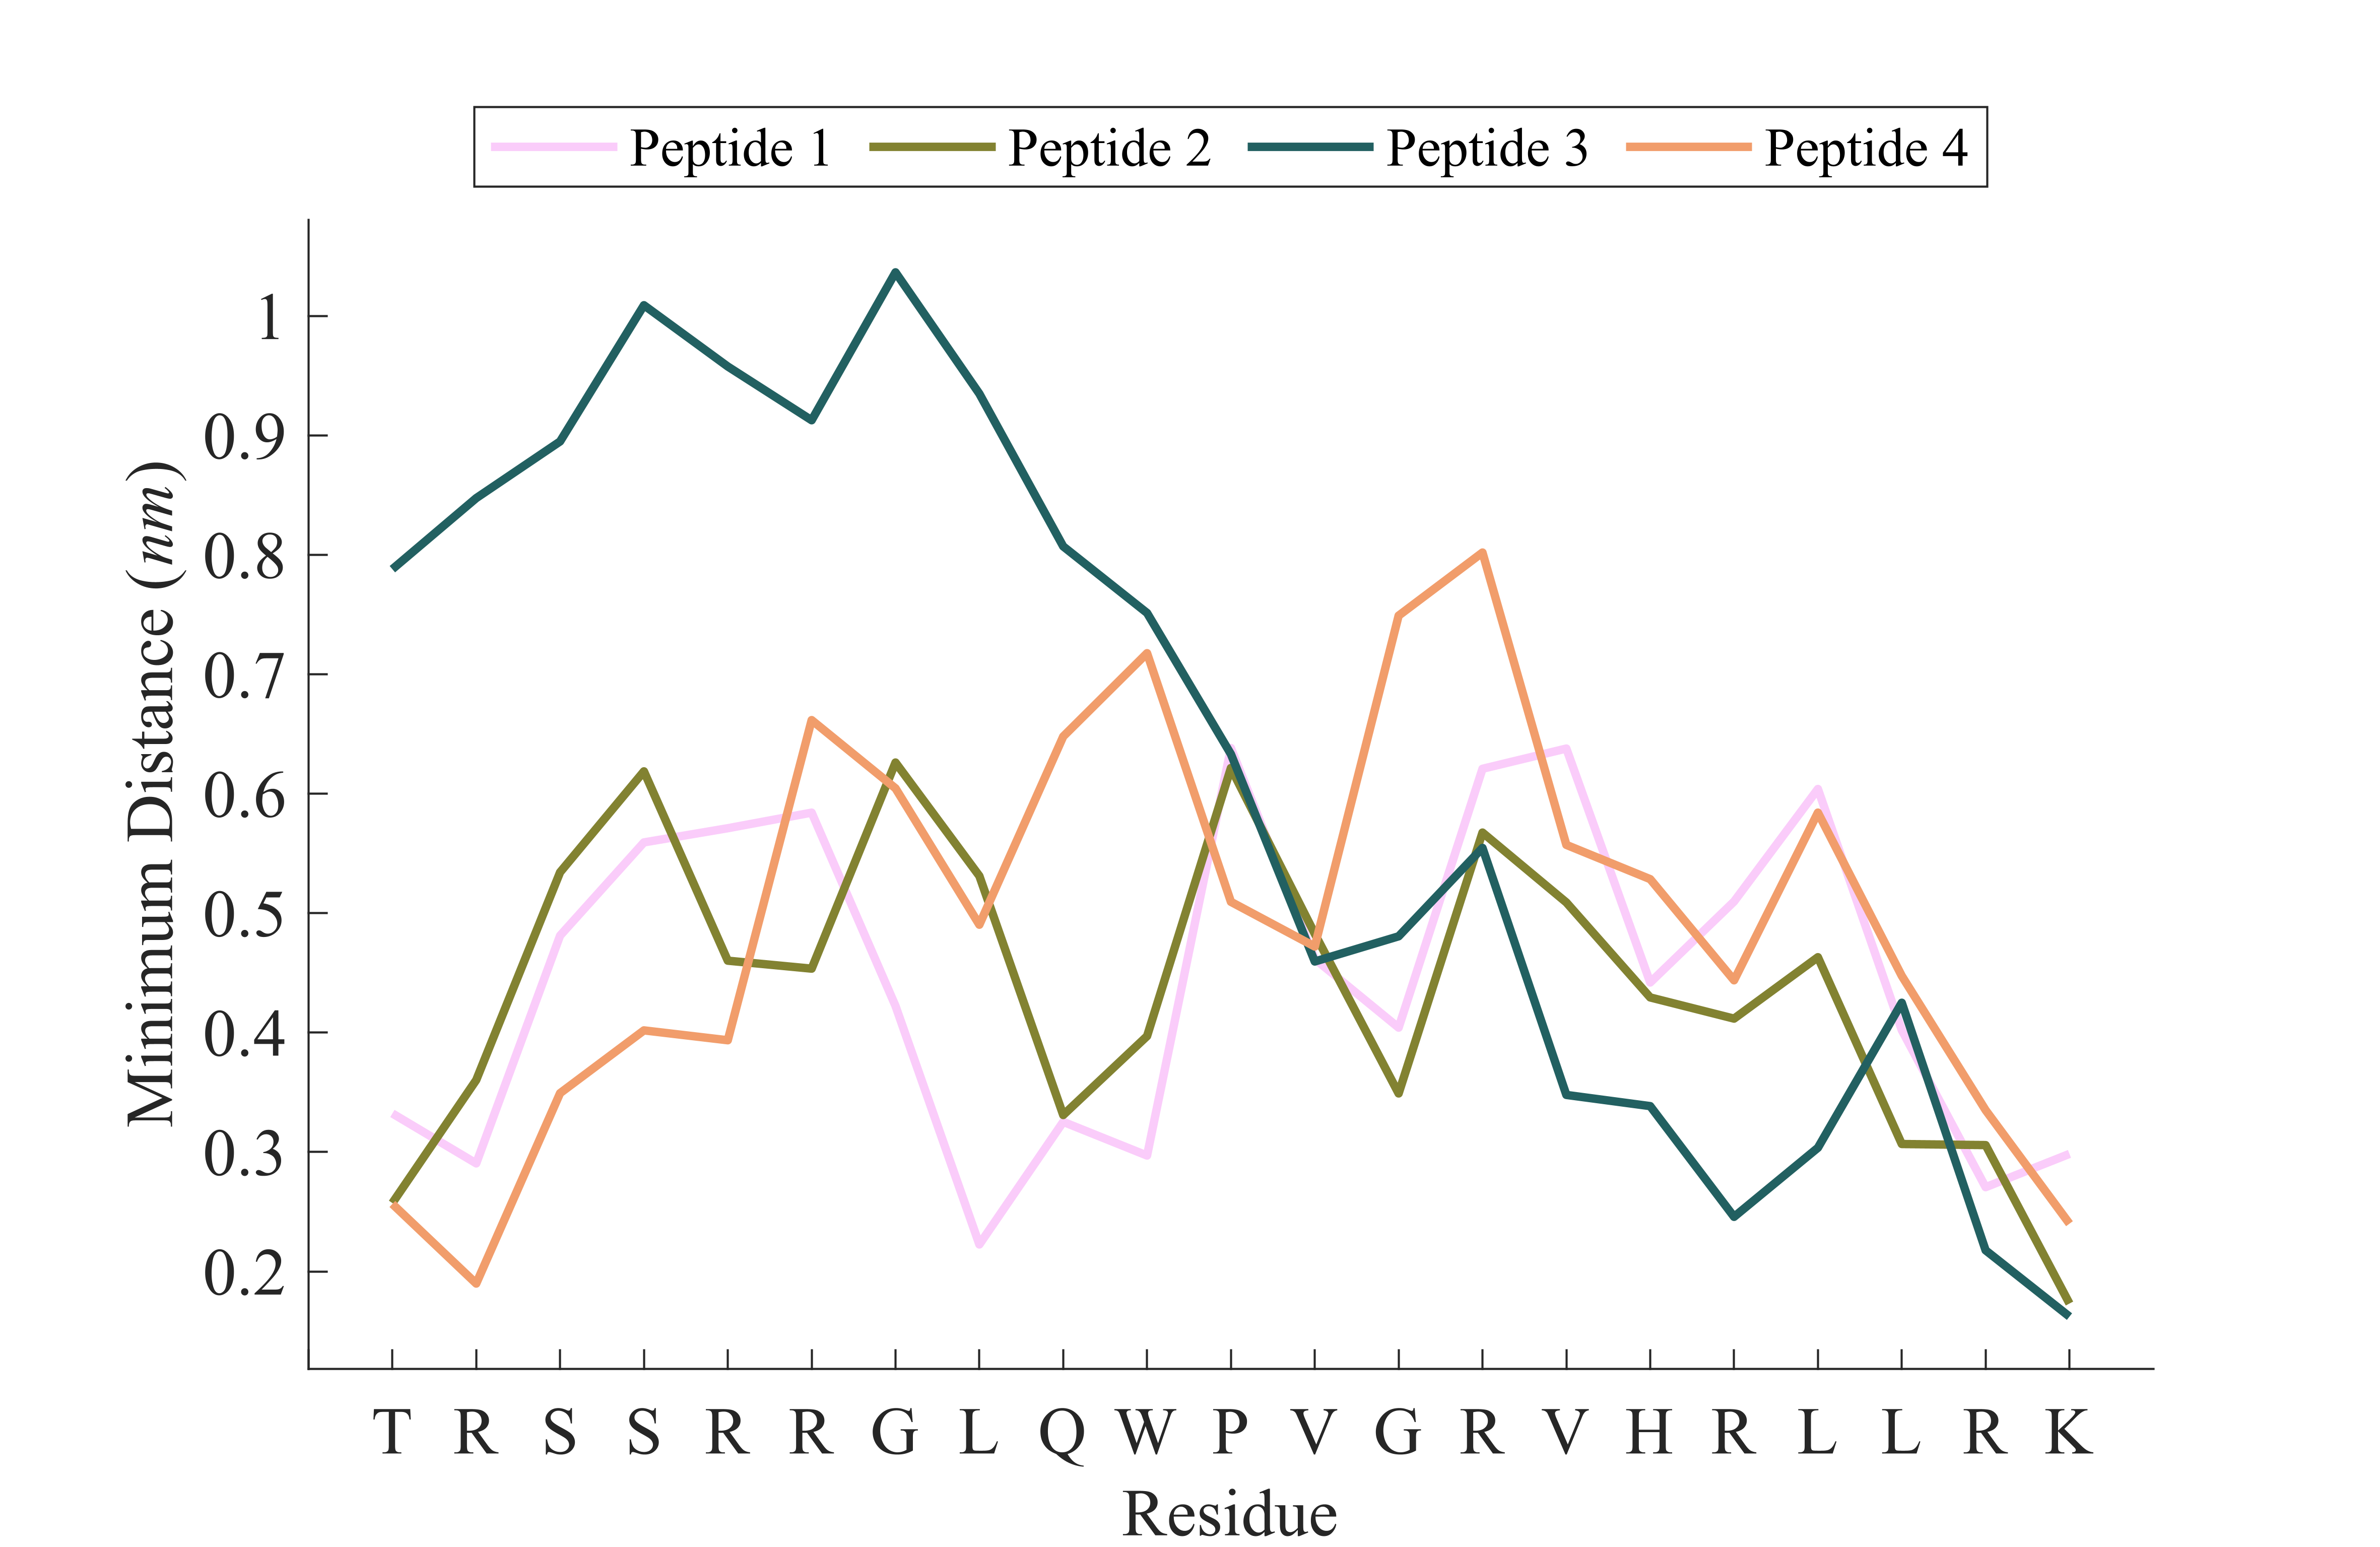 Peptide 1 Peptide 2 Peptide 3 Peptide 4
Minimum Distance (nm)
1
0.9
0.8
0.7
0.6
0.5
0.4
0.3
0.2
T R S S R R G L Q W P V G R V H R L L R K
Residue